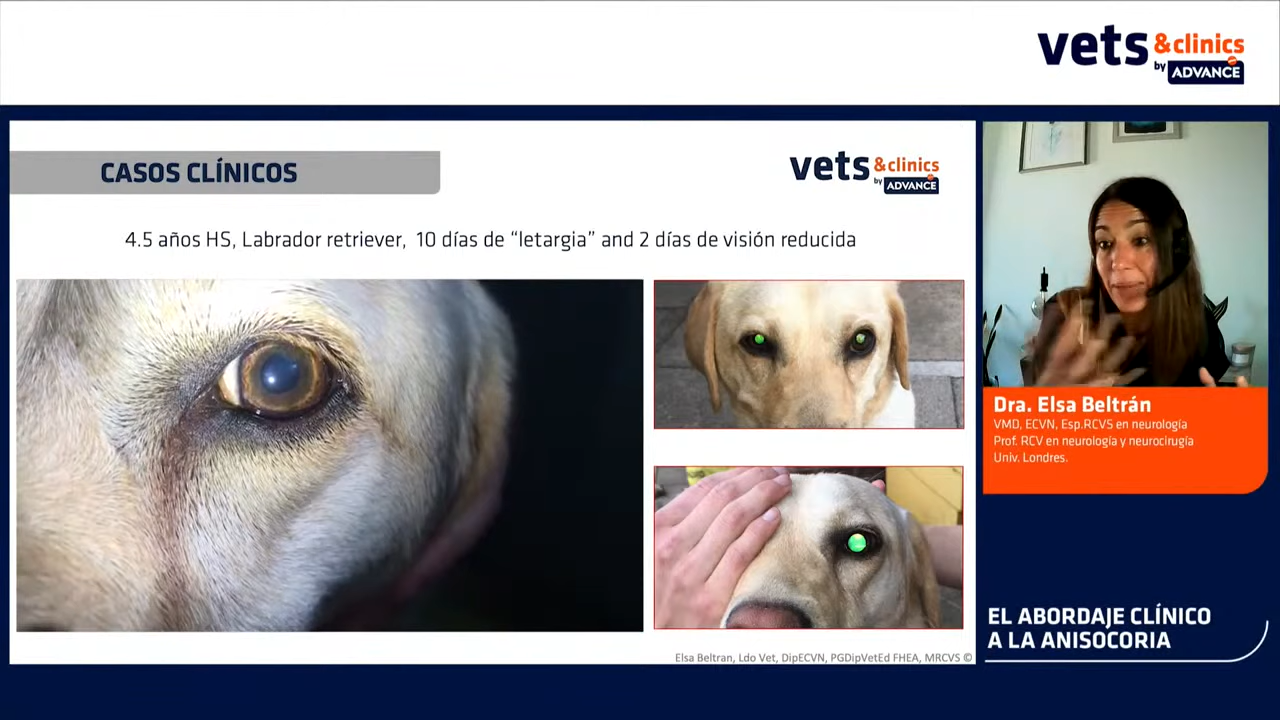 vets &clinics
by ADVANCE
CASOS CLÍNICOS
vets &clinics
by ADVANCE
4.5 años HS, Labrador retriever, 10 días de “letargia” and 2 días de visión reducida
Elsa Beltran, Ldo Vet, DipECVN, PGDipVetEd FHEA, MRCVS ©
Dra. Elsa Beltrán
VMD, ECVN, Esp.RCVS en neurología
Prof. RCV en neurología y neurocirugía
Univ. Londres.
EL ABORDAJE CLÍNICO
A LA ANISOCORIA